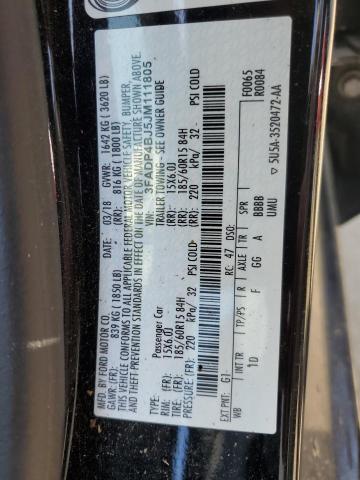 MFD. BY FORD MOTOR CO.
DATE: 03/18 GVWR: 1642 KG ( 3620 LB)
GAWR: (FR): 839 KG ( 1850 LB) (RR): 816 KG ( 1800 LB)
THIS VEHICLE CONFORMS TO ALL APPLICABLE FEDERAL MOTOR VEHICLE SAFETY, BUMPER,
AND THEFT PREVENTION STANDARDS IN EFFECT ON THE DATE OF MANUFACTURE SHOWN ABOVE.
VIN: 3FADP4BJ5JM111805
TYPE: Passenger Car TRAILER TOWING - SEE OWNER GUIDE
RIM: (FR): 15X6.0J (RR): 15X6.0J
TIRES (FR): 185/60R15 84H (RR): 185/60R15 84H
PRESSURE (FR): 220 kPa/ 32 PSI COLD (RR): 220 kPa/ 32 PSI COLD
EXT PNT: G1 RC: 47 DSO: F0065
WB INT TR TP/PS R AXLE TR SPR R0084
1D F GG A BBBB
UMU 5U5A-3520472-AA